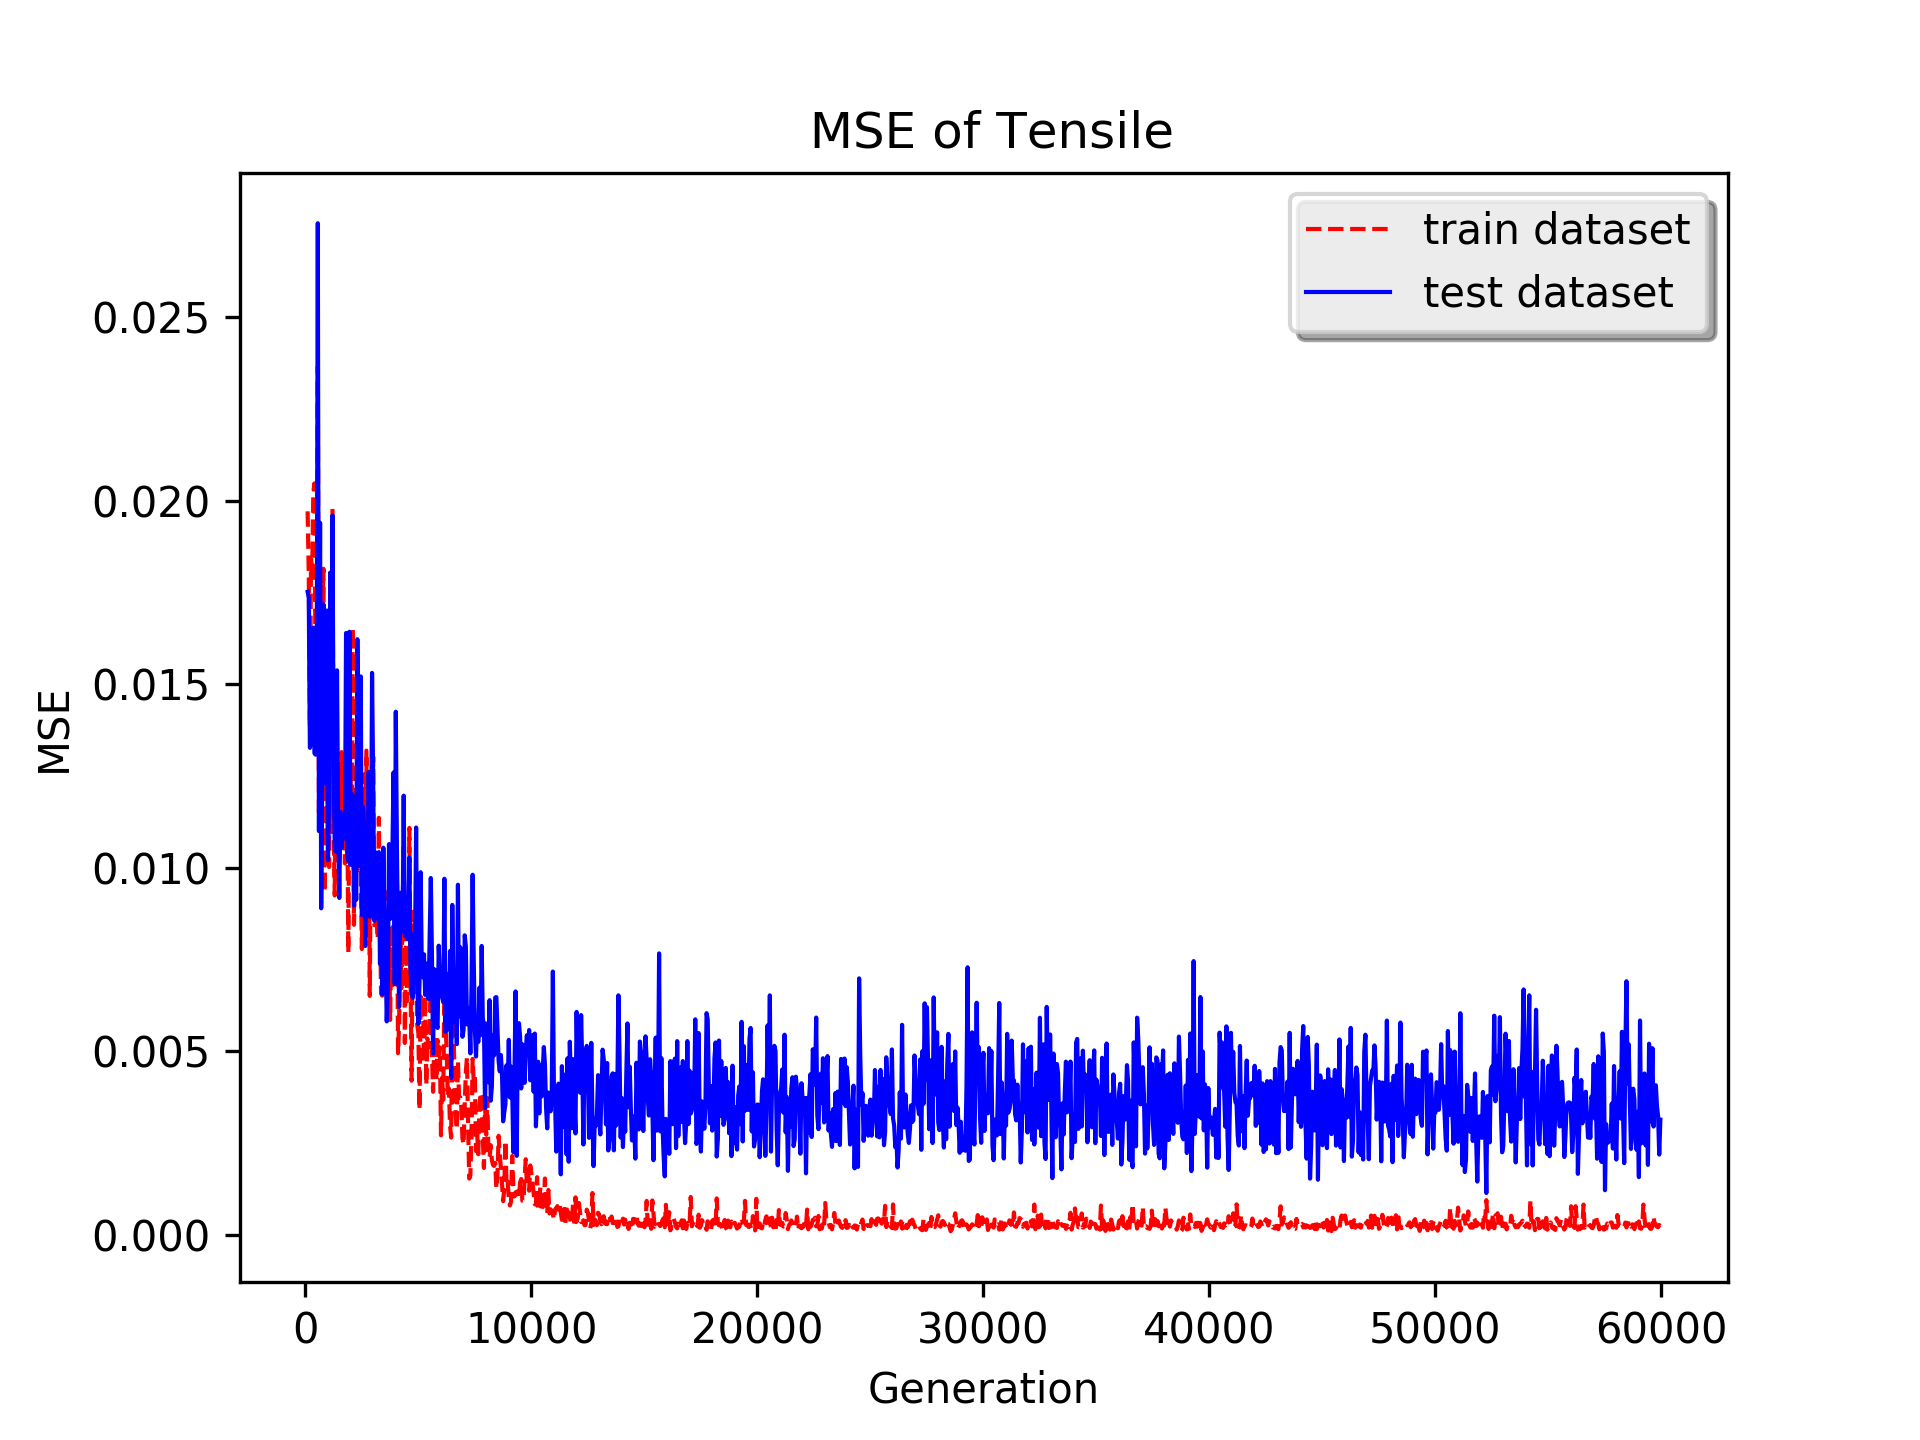 MSE of Tensile
train dataset
test dataset
MSE
0.025
0.020
0.015
0.010
0.005
0.000
0 10000 20000 30000 40000 50000 60000
Generation